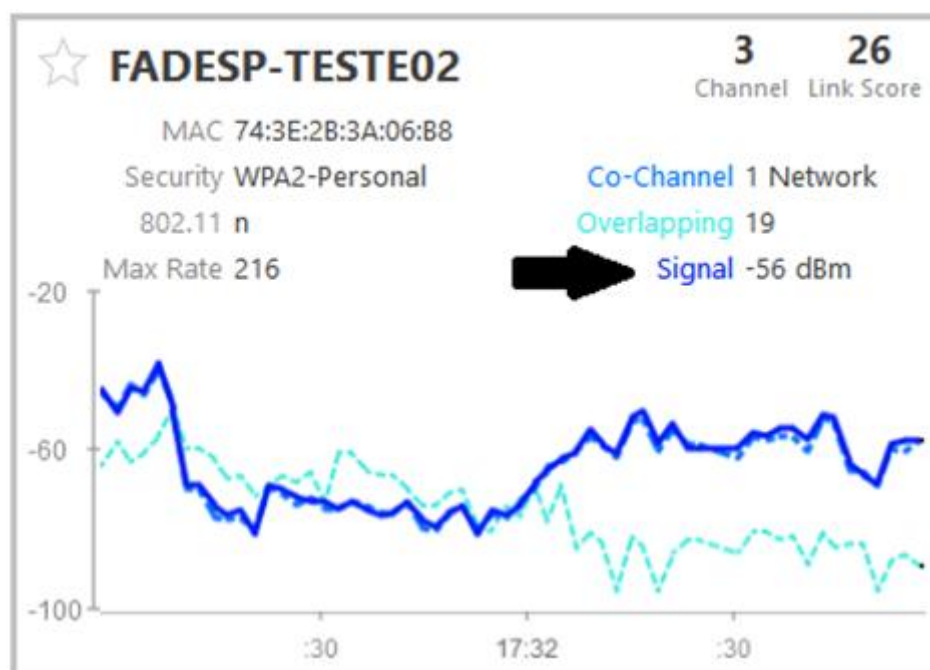 FADESP-TESTE02
3 26
Channel Link Score
MAC 74:3E:2B:3A:06:B8
Security WPA2-Personal Co-Channel 1 Network
802.11 n Overlapping 19
Max Rate 216 Signal -56 dBm
-20
-60
-100
:30 17:32 :30